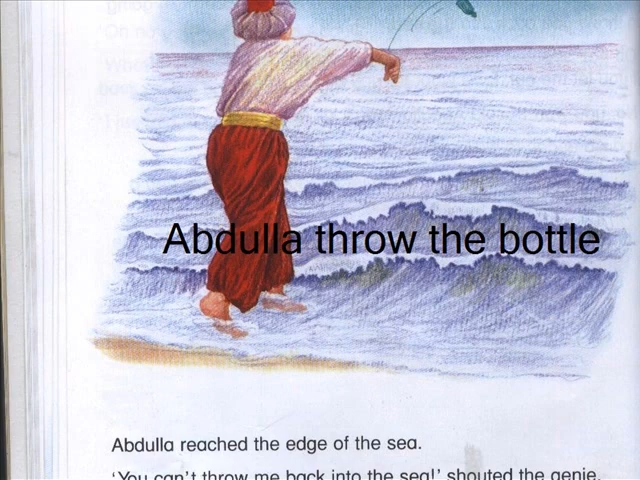 Abdulla throw the bottle
Abdulla reached the edge of the sea.
'You can't throw me back into the sea!' shouted the genie.